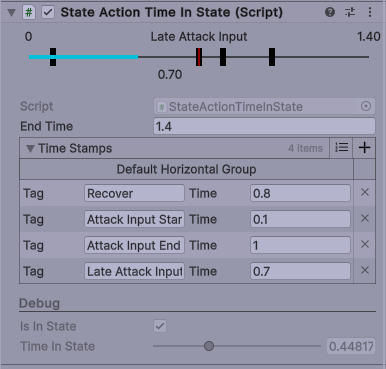 State Action Time In State (Script)
0 Late Attack Input 1.40
0.70
Script StateActionTimeInState
End Time 1.4
Time Stamps 4 items
Default Horizontal Group
Tag Recover Time 0.8
Tag Attack Input Star Time 0.1
Tag Attack Input End Time 1
Tag Late Attack Input Time 0.7
Debug
Is In State
Time In State 0.44817